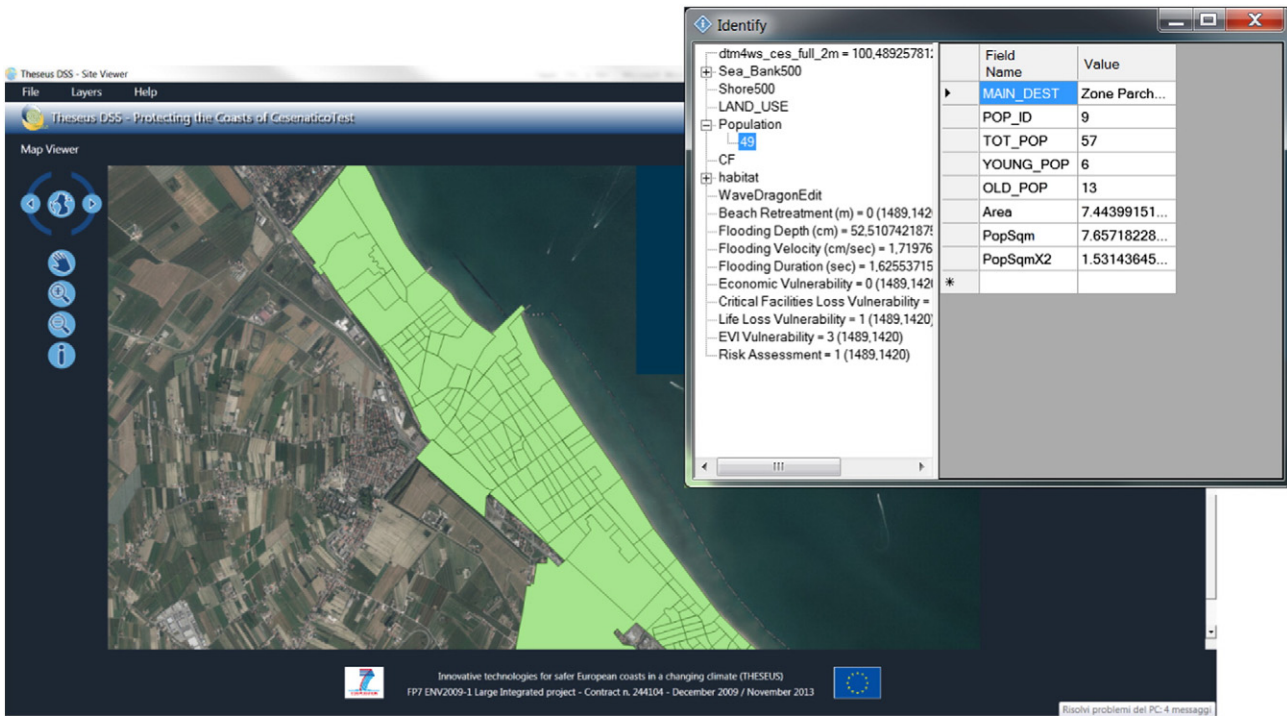 Identify
dtm4ws_ces_full_2m = 100,489257812
Sea_Bank500
Shore500
LAND_USE
Population
49
CF
habitat
WaveDragonEdit
Beach Retreatment (m) = 0 (1489,142
Flooding Depth (cm) = 52,5107421875
Flooding Velocity (cm/sec) = 1,71976
Flooding Duration (sec) = 1,62553715
Economic Vulnerability = 0 (1489,142
Critical Facilities Loss Vulnerability =
Life Loss Vulnerability = 1 (1489,1420)
EVI Vulnerability = 3 (1489,1420)
Risk Assessment = 1 (1489,1420)
Field Name Value
MAIN_DEST Zone Parch...
POP_ID 9
TOT_POP 57
YOUNG_POP 6
OLD_POP 13
Area 7.44399151...
PopSqm 7.65718228...
PopSqmX2 1.53143645...
Theseus DSS - Site Viewer
File Layers Help
Theseus DSS - Protecting the Coasts of CesenaticoTest
Map Viewer
Innovative technologies for safer European coasts in a changing climate (THESEUS)
FP7 ENV2009-1 Large Integrated project - Contract n. 244104 - December 2009 / November 2013
Risolvi problemi del PC: 4 messaggi